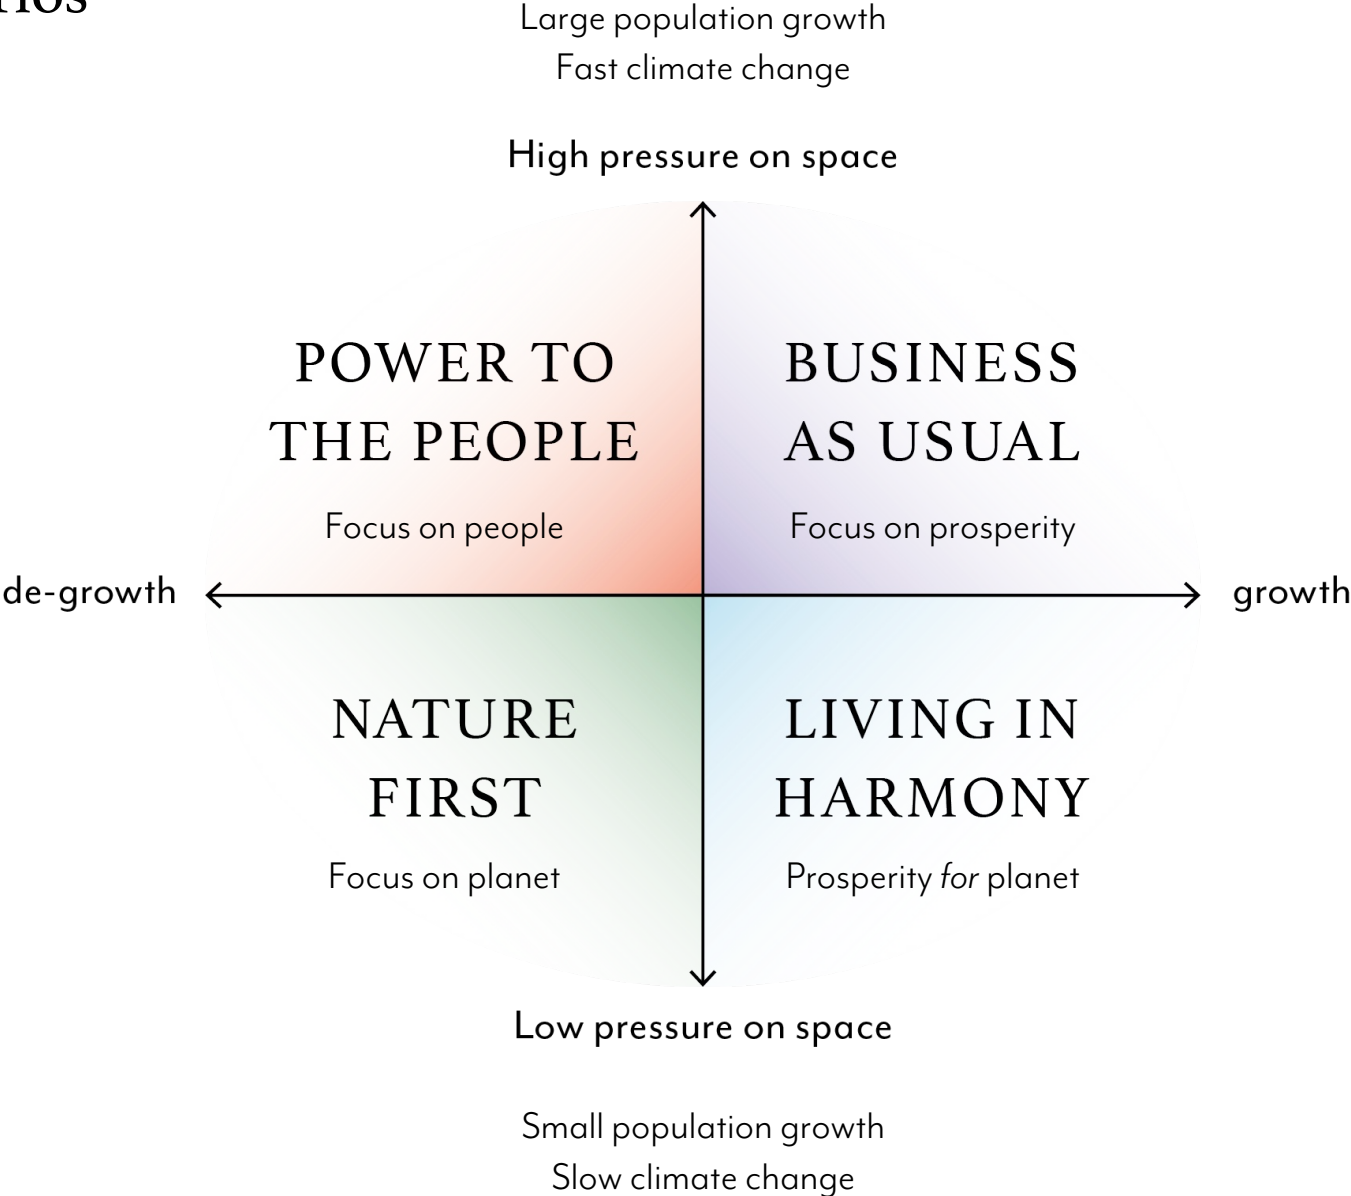 Large population growth
Fast climate change
High pressure on space
POWER TO
THE PEOPLE
Focus on people
BUSINESS
AS USUAL
Focus on prosperity
de-growth
growth
NATURE
FIRST
Focus on planet
LIVING IN
HARMONY
Prosperity for planet
Low pressure on space
Small population growth
Slow climate change